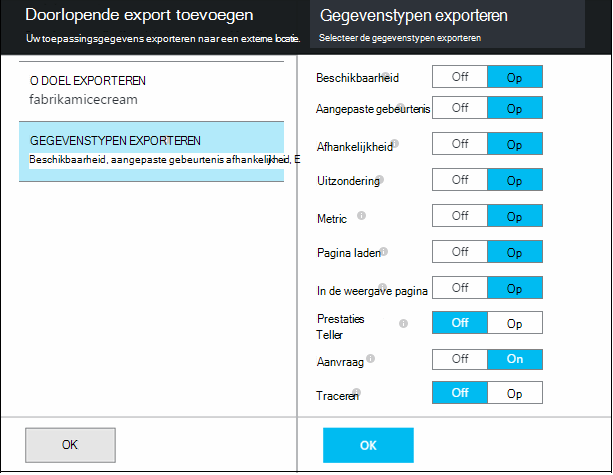 Doorlopende export toevoegen
Uw toepassingsgegevens exporteren naar een externe locatie.
O DOEL EXPORTEREN
fabrikamicecream
GEGEVENSTYPEN EXPORTEREN
Beschikbaarheid, aangepaste gebeurtenis afhankelijkheid, E
OK
Gegevenstypen exporteren
Selecteer de gegevenstypen exporteren
Beschikbaarheid Off Op
Aangepaste gebeurtenis Off Op
Afhankelijkheid Off Op
Uitzondering Off Op
Metric Off Op
Pagina laden Off Op
In de weergave pagina Off Op
Prestaties Off Op
Teller
Aanvraag Off On
Traceren Off Op
OK